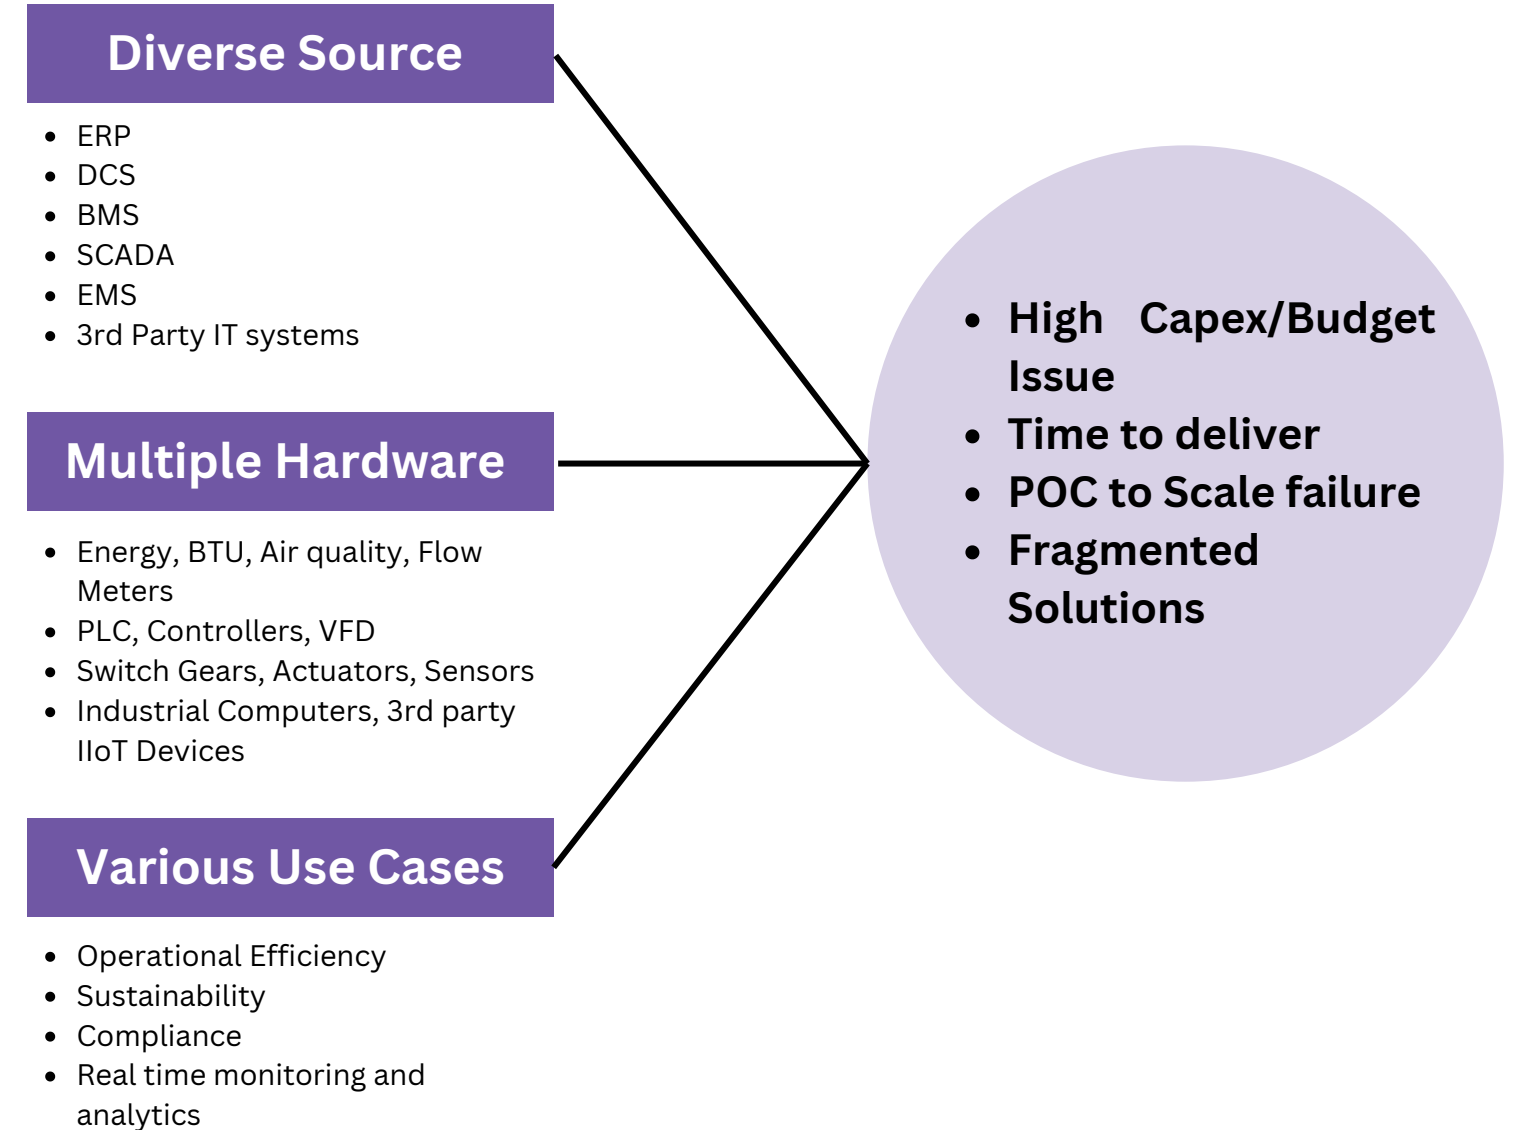 Diverse Source
• ERP
• DCS
• BMS
• SCADA
• EMS
• 3rd Party IT systems
Multiple Hardware
• Energy, BTU, Air quality, Flow
Meters
• PLC, Controllers, VFD
• Switch Gears, Actuators, Sensors
• Industrial Computers, 3rd party
IIoT Devices
Various Use Cases
• Operational Efficiency
• Sustainability
• Compliance
• Real time monitoring and
analytics
• High Capex/Budget
Issue
• Time to deliver
• POC to Scale failure
• Fragmented
Solutions